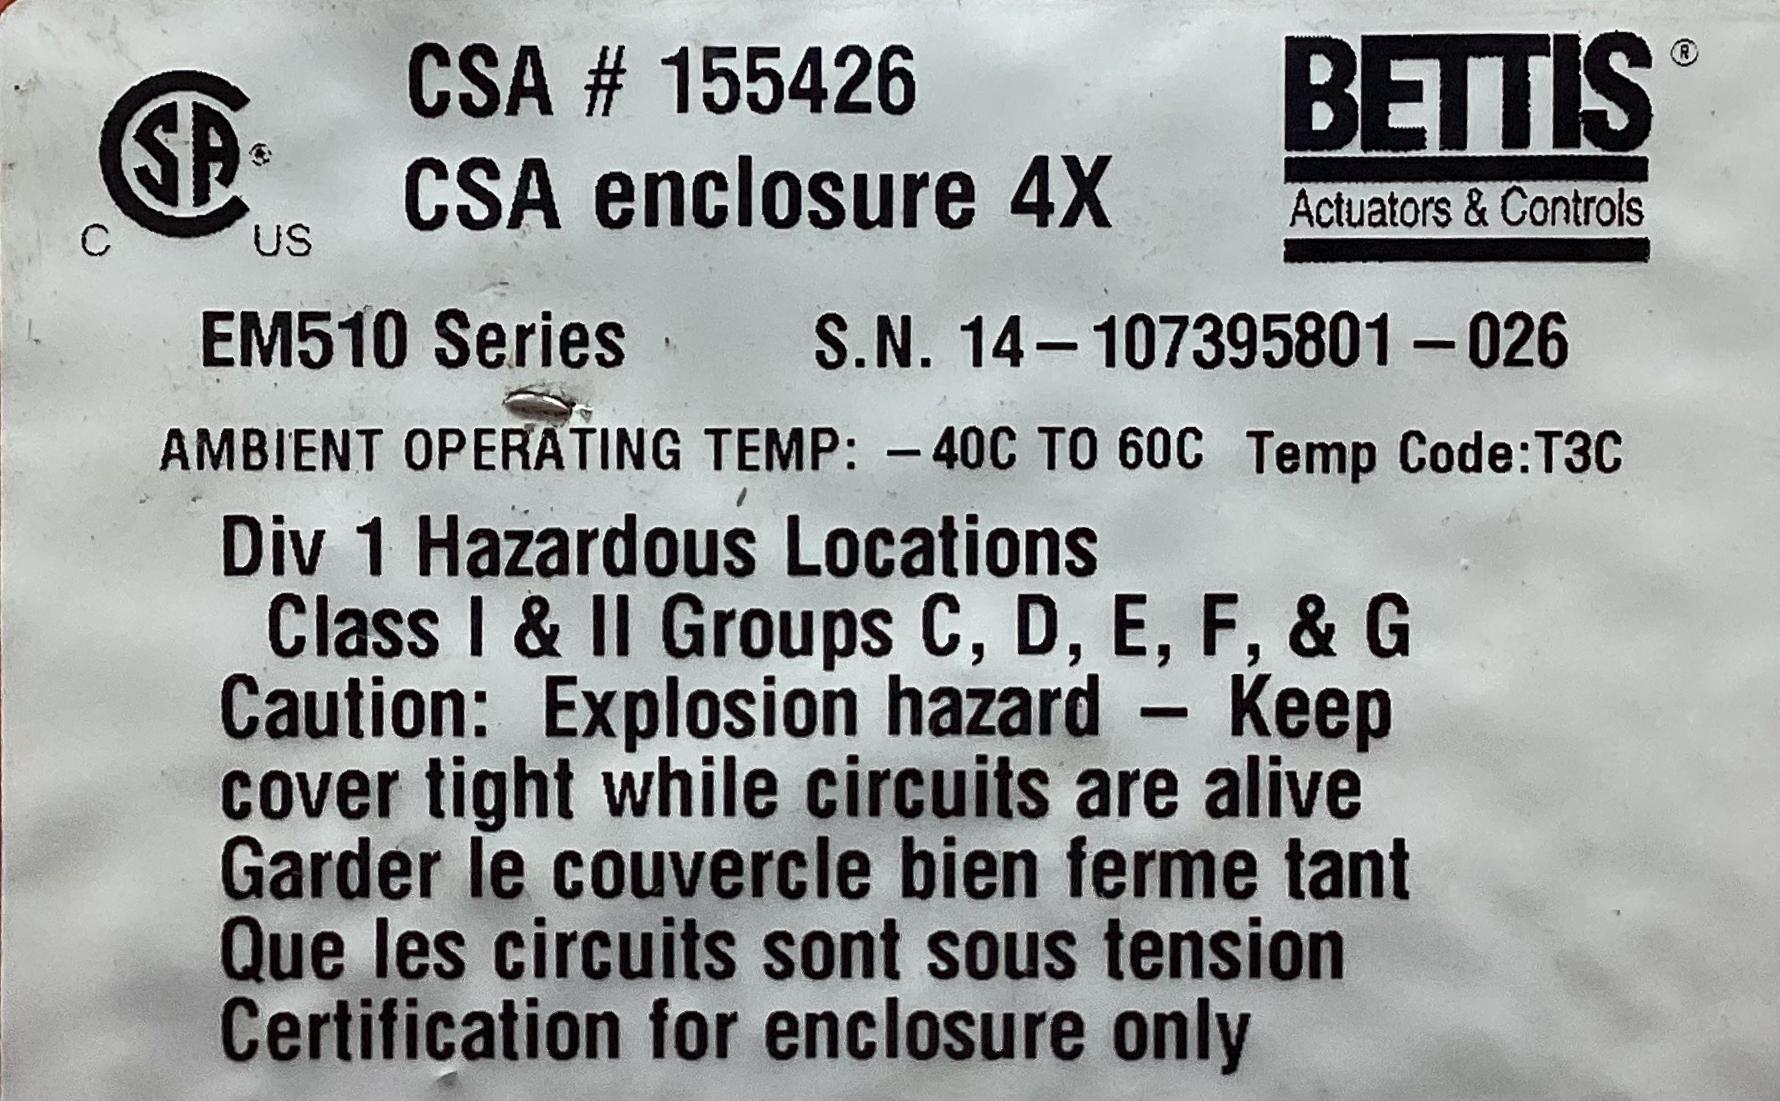 CSA # 155426
CSA enclosure 4X
CSA ®
C US
BETTIS ®
Actuators & Controls
EM510 Series S.N. 14-107395801-026
AMBIENT OPERATING TEMP: -40C TO 60C Temp Code:T3C
Div 1 Hazardous Locations
Class I & II Groups C, D, E, F, & G
Caution: Explosion hazard - Keep
cover tight while circuits are alive
Garder le couvercle bien ferme tant
Que les circuits sont sous tension
Certification for enclosure only